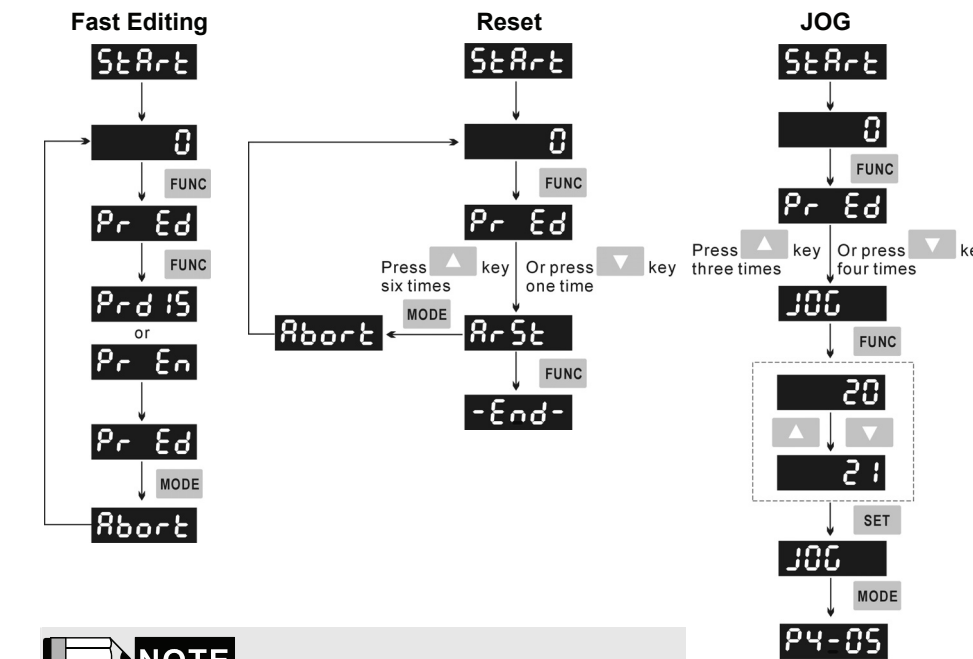 Fast Editing
StArt
0
FUNC
Pr Ed
FUNC
Prd IS
or
Pr En
Pr Ed
MODE
Abort
Reset
StArt
0
FUNC
Pr Ed
Press ▲ key
six times
Or press ▼ key
one time
MODE
Abort
ArSt
FUNC
-End-
JOG
StArt
0
FUNC
Pr Ed
Press ▲ key
three times
Or press ▼ ke
four times
JOG
FUNC
20
▲ ▼
21
SET
JOG
MODE
P4-05
NOTE